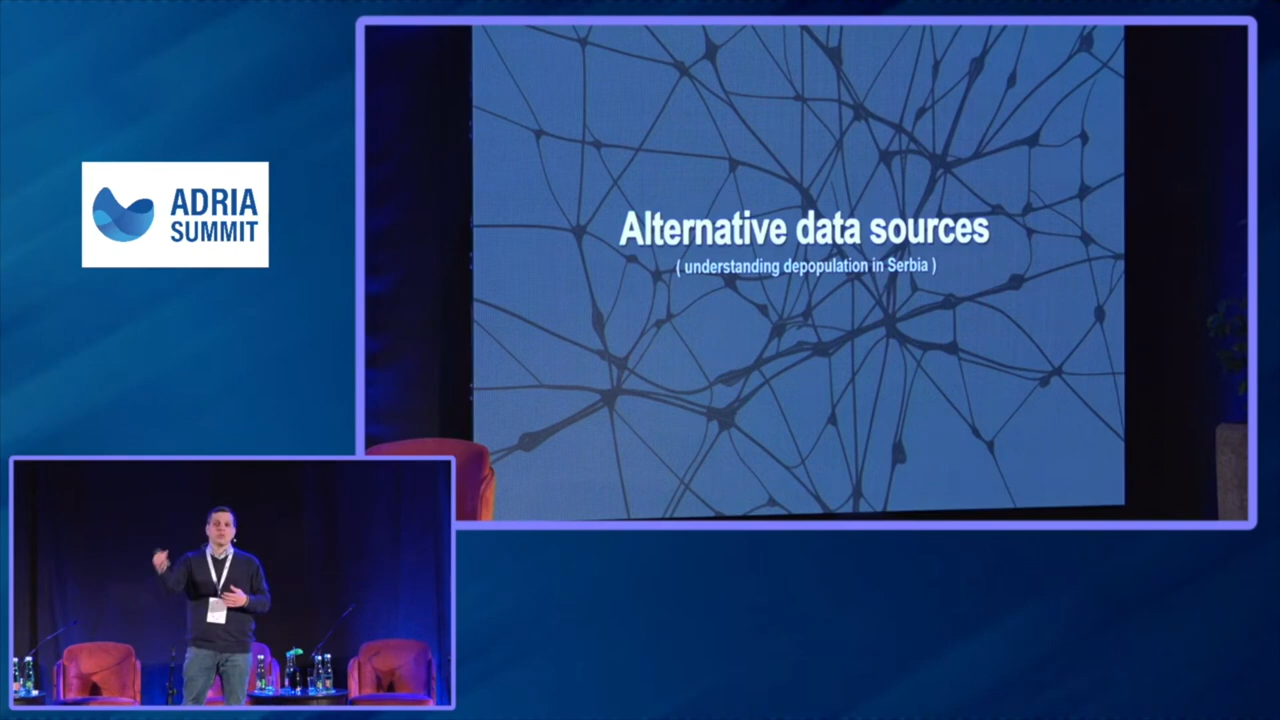 ADRIA
SUMMIT
Alternative data sources
( understanding depopulation in Serbia )